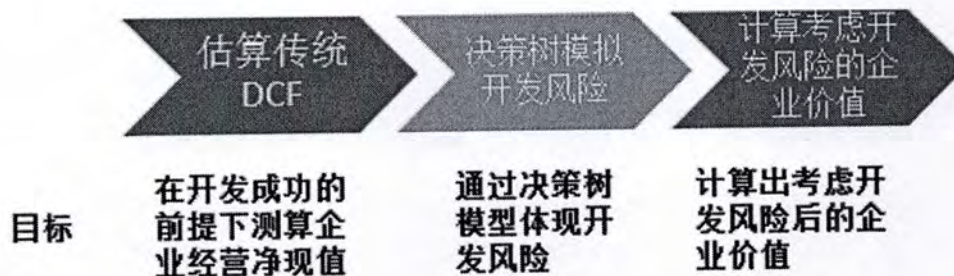 估算传统
DCF
决策树模拟
开发风险
计算考虑开
发风险的企
业价值
目标
在开发成功的
前提下测算企
业经营净现值
通过决策树
模型体现开
发风险
计算出考虑开
发风险后的企
业价值